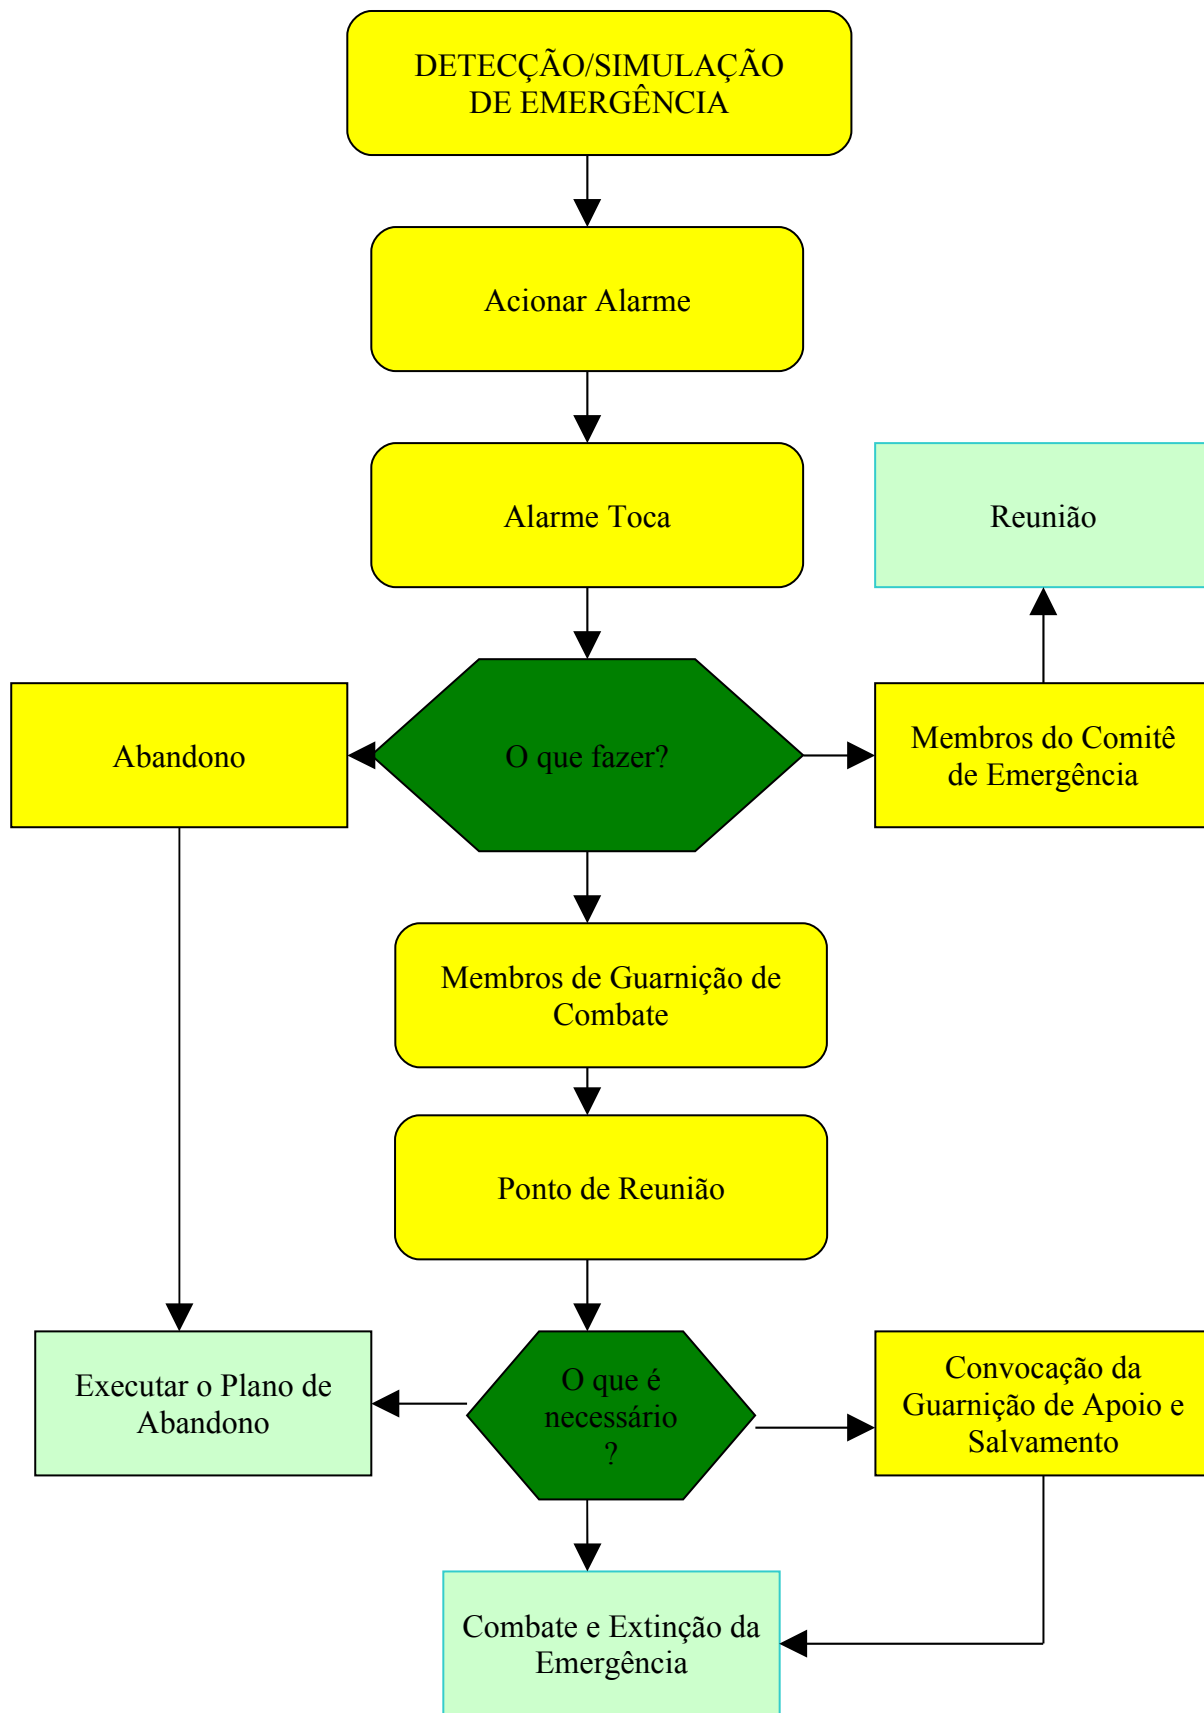 DETECÇÃO/SIMULAÇÃO
DE EMERGÊNCIA
Acionar Alarme
Alarme Toca
Reunião
Abandono
O que fazer?
Membros do Comitê
de Emergência
Membros de Guarnição de
Combate
Ponto de Reunião
Executar o Plano de
Abandono
O que é
necessário
?
Convocação da
Guarnição de Apoio e
Salvamento
Combate e Extinção da
Emergência